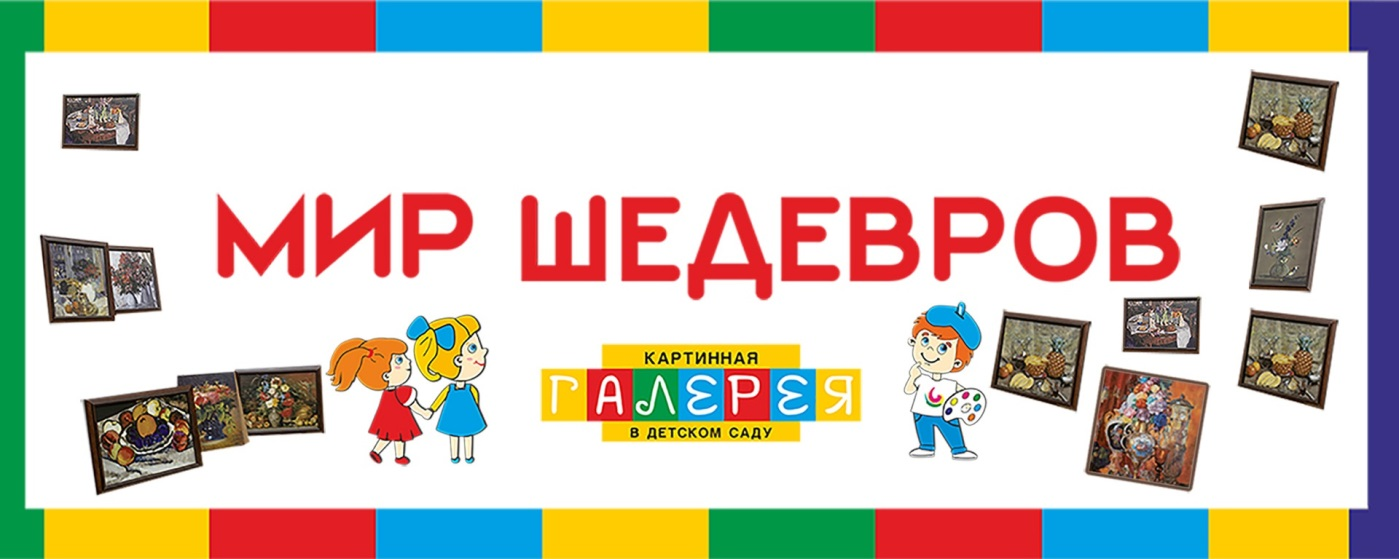 МИР ШЕДЕВРОВ
КАРТИННАЯ
ГАЛЕРЕЯ
В ДЕТСКОМ САДУ